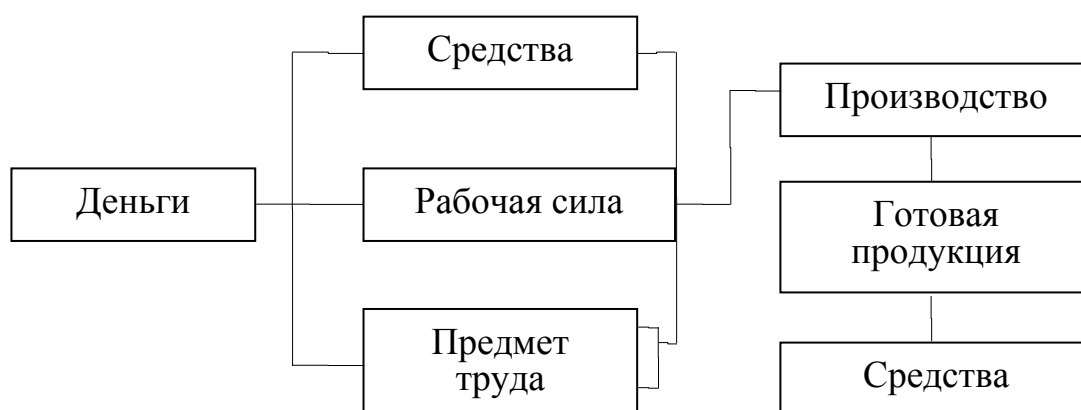 Средства
Производство
Деньги
Рабочая сила
Готовая
продукция
Предмет
труда
Средства